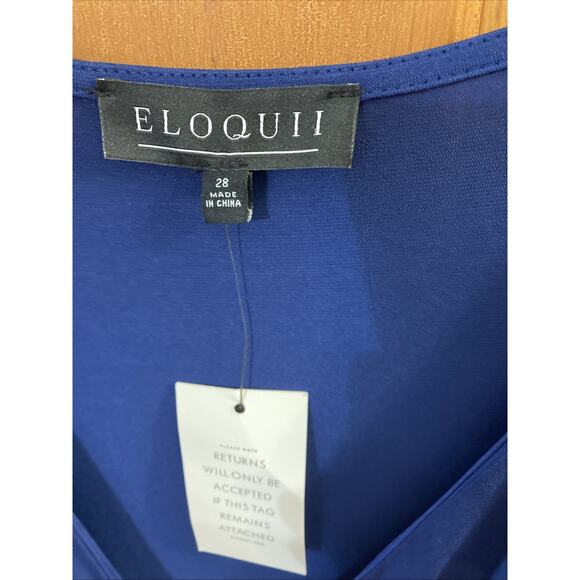 ELOQUII
28
MADE
IN CHINA
PLEASE NOTE
RETURNS
WILL ONLY BE
ACCEPTED
IF THIS TAG
REMAINS
ATTACHED